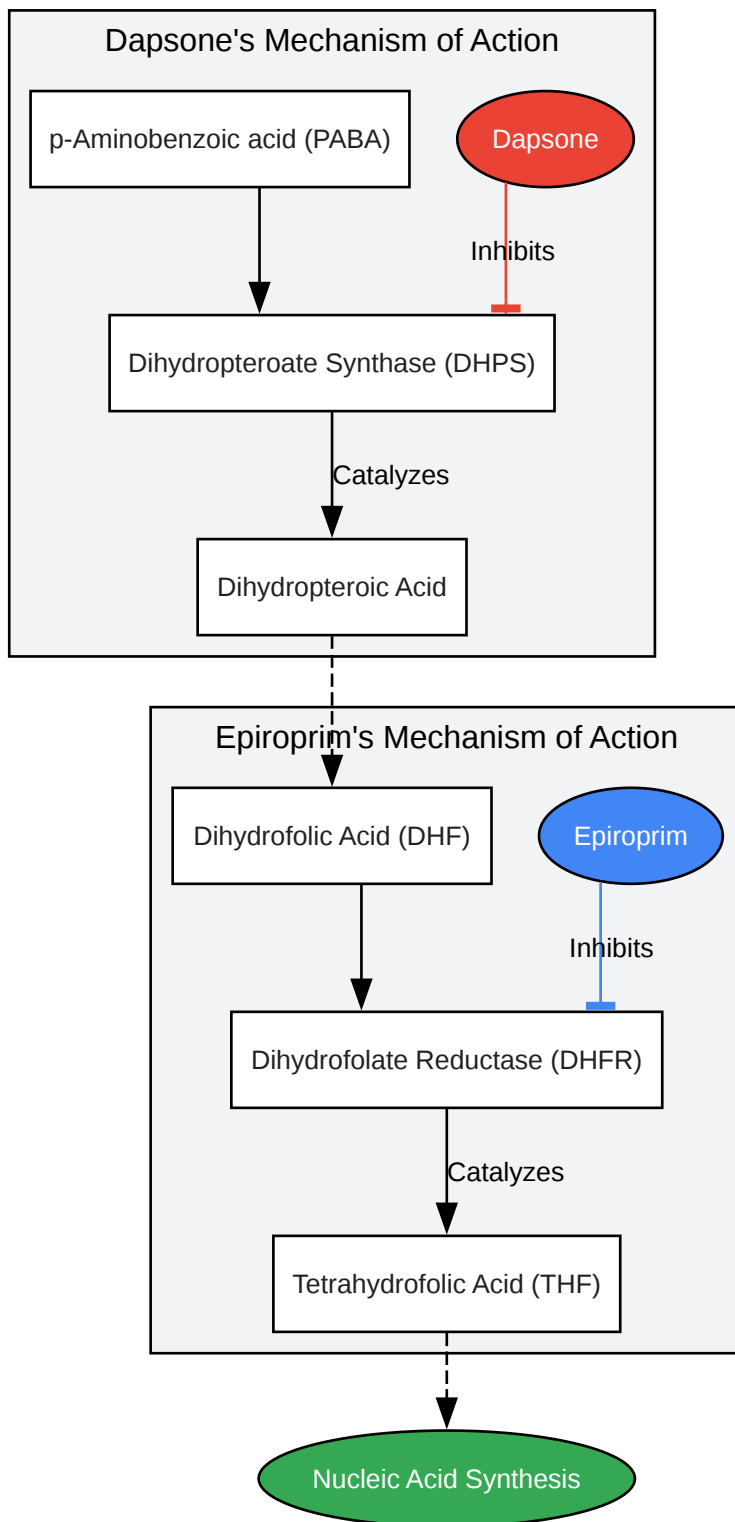 Dapsone's Mechanism of Action
p-Aminobenzoic acid (PABA)
Dapsone
Inhibits
Dihydropteroate Synthase (DHPS)
Catalyzes
Dihydropteroic Acid
Epiroprim's Mechanism of Action
Dihydrofolic Acid (DHF)
Epiroprim
Inhibits
Dihydrofolate Reductase (DHFR)
Catalyzes
Tetrahydrofolic Acid (THF)
Nucleic Acid Synthesis